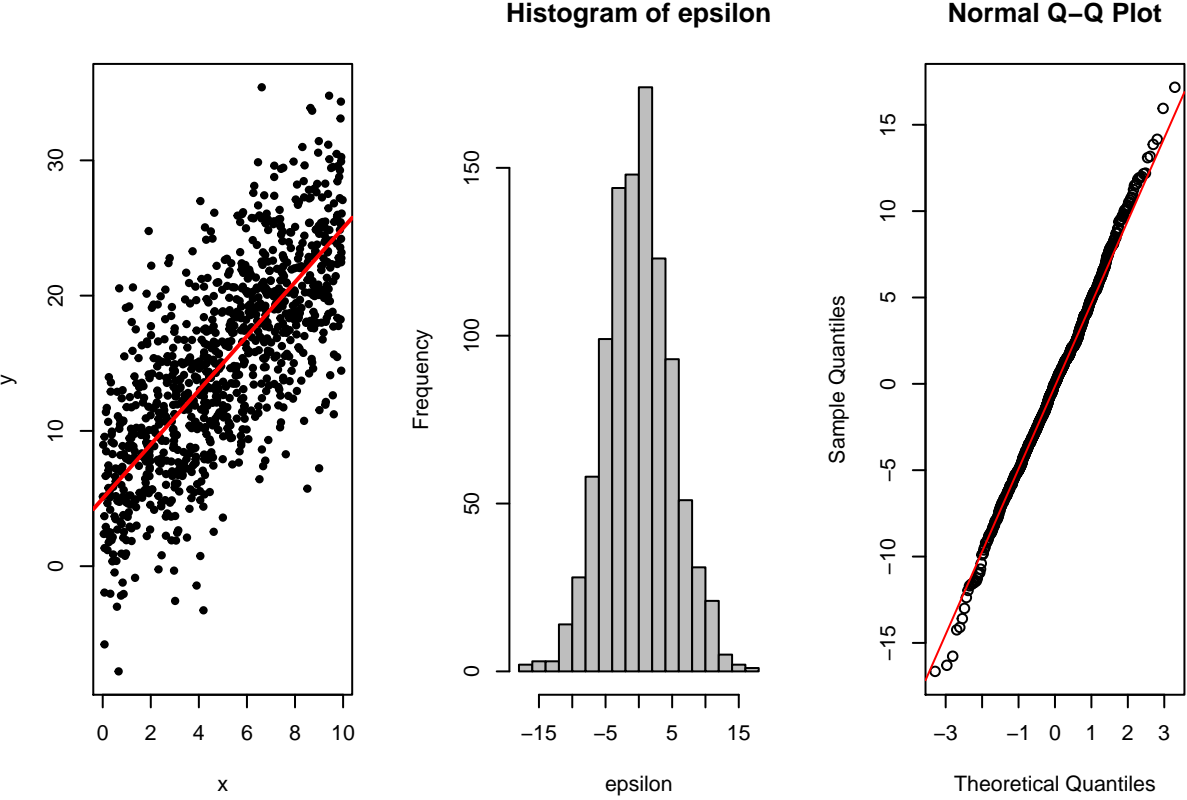 Histogram of epsilon
Normal Q−Q Plot
y
30
20
10
0
0 2 4 6 8 10
x
Frequency
150
100
50
0
−15 −5 5 15
epsilon
Sample Quantiles
15
10
5
0
−5
−10
−15
−3 −1 0 1 2 3
Theoretical Quantiles